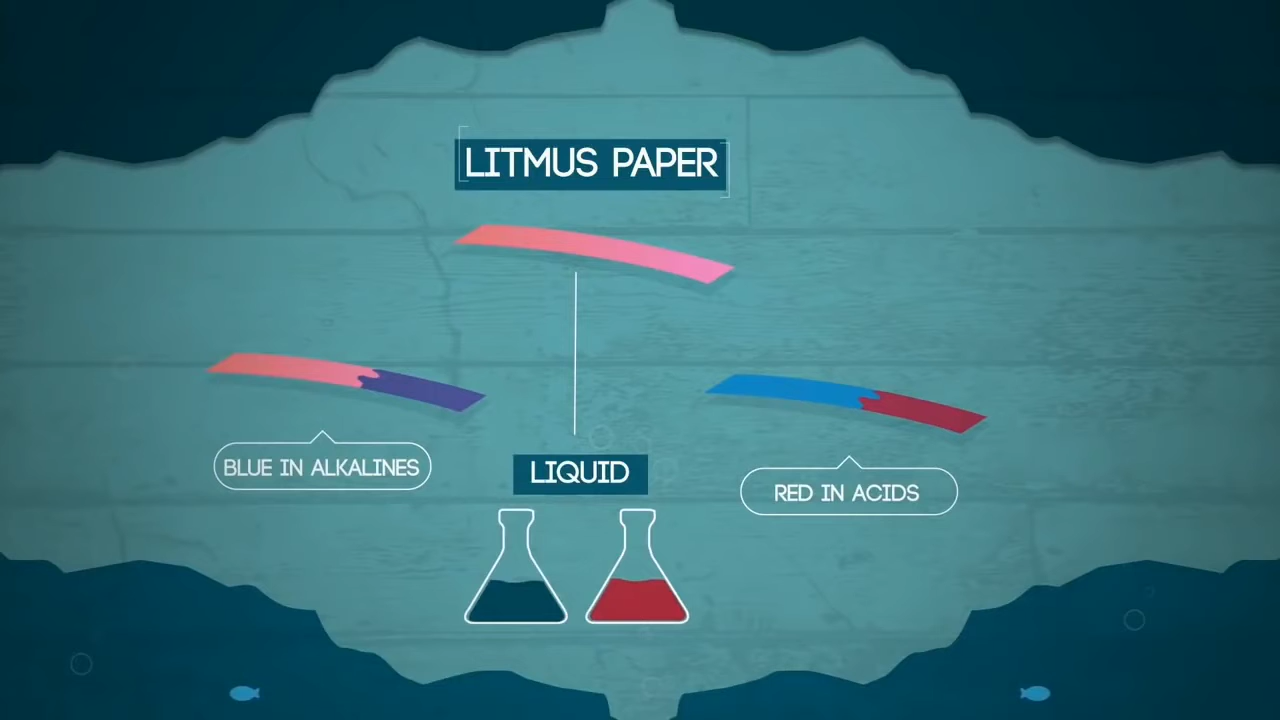 LITMUS PAPER
BLUE IN ALKALINES
LIQUID
RED IN ACIDS